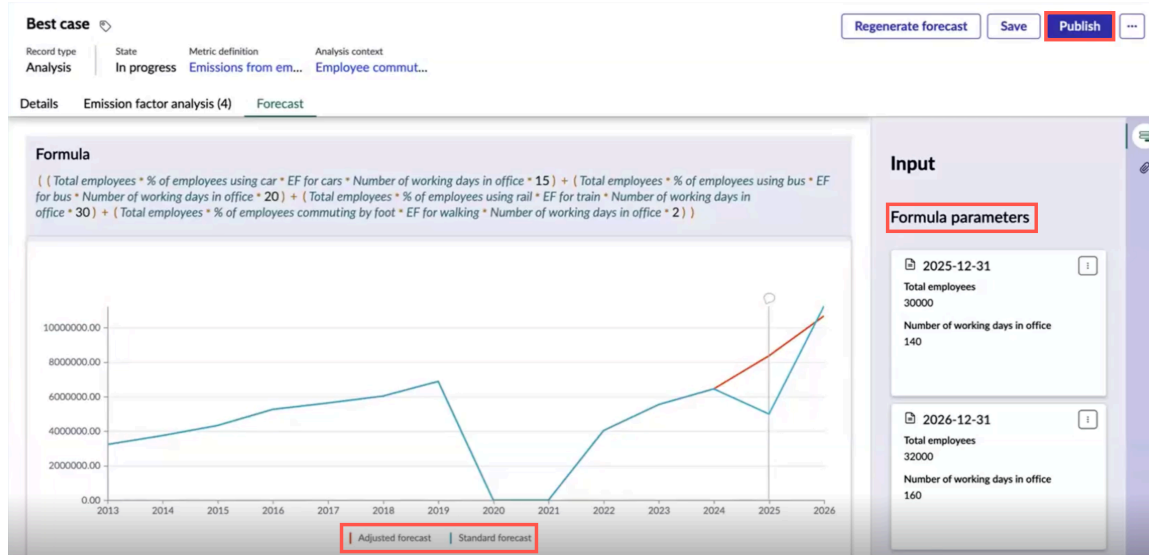 Best case
Regenerate forecast
Save
Publish
...
Record type
Analysis
State
In progress
Metric definition
Emissions from em...
Analysis context
Employee commut...
Details
Emission factor analysis (4)
Forecast
Formula
( ( Total employees * % of employees using car * EF for cars * Number of working days in office * 15 ) + ( Total employees * % of employees using bus * EF
for bus * Number of working days in office * 20 ) + ( Total employees * % of employees using rail * EF for train * Number of working days in
office * 30 ) + ( Total employees * % of employees commuting by foot * EF for walking * Number of working days in office * 2 ) )
10000000.00
8000000.00
6000000.00
4000000.00
2000000.00
0.00
2013 2014 2015 2016 2017 2018 2019 2020 2021 2022 2023 2024 2025 2026
Adjusted forecast
Standard forecast
Input
Formula parameters
2025-12-31
Total employees
30000
Number of working days in office
140
2026-12-31
Total employees
32000
Number of working days in office
160